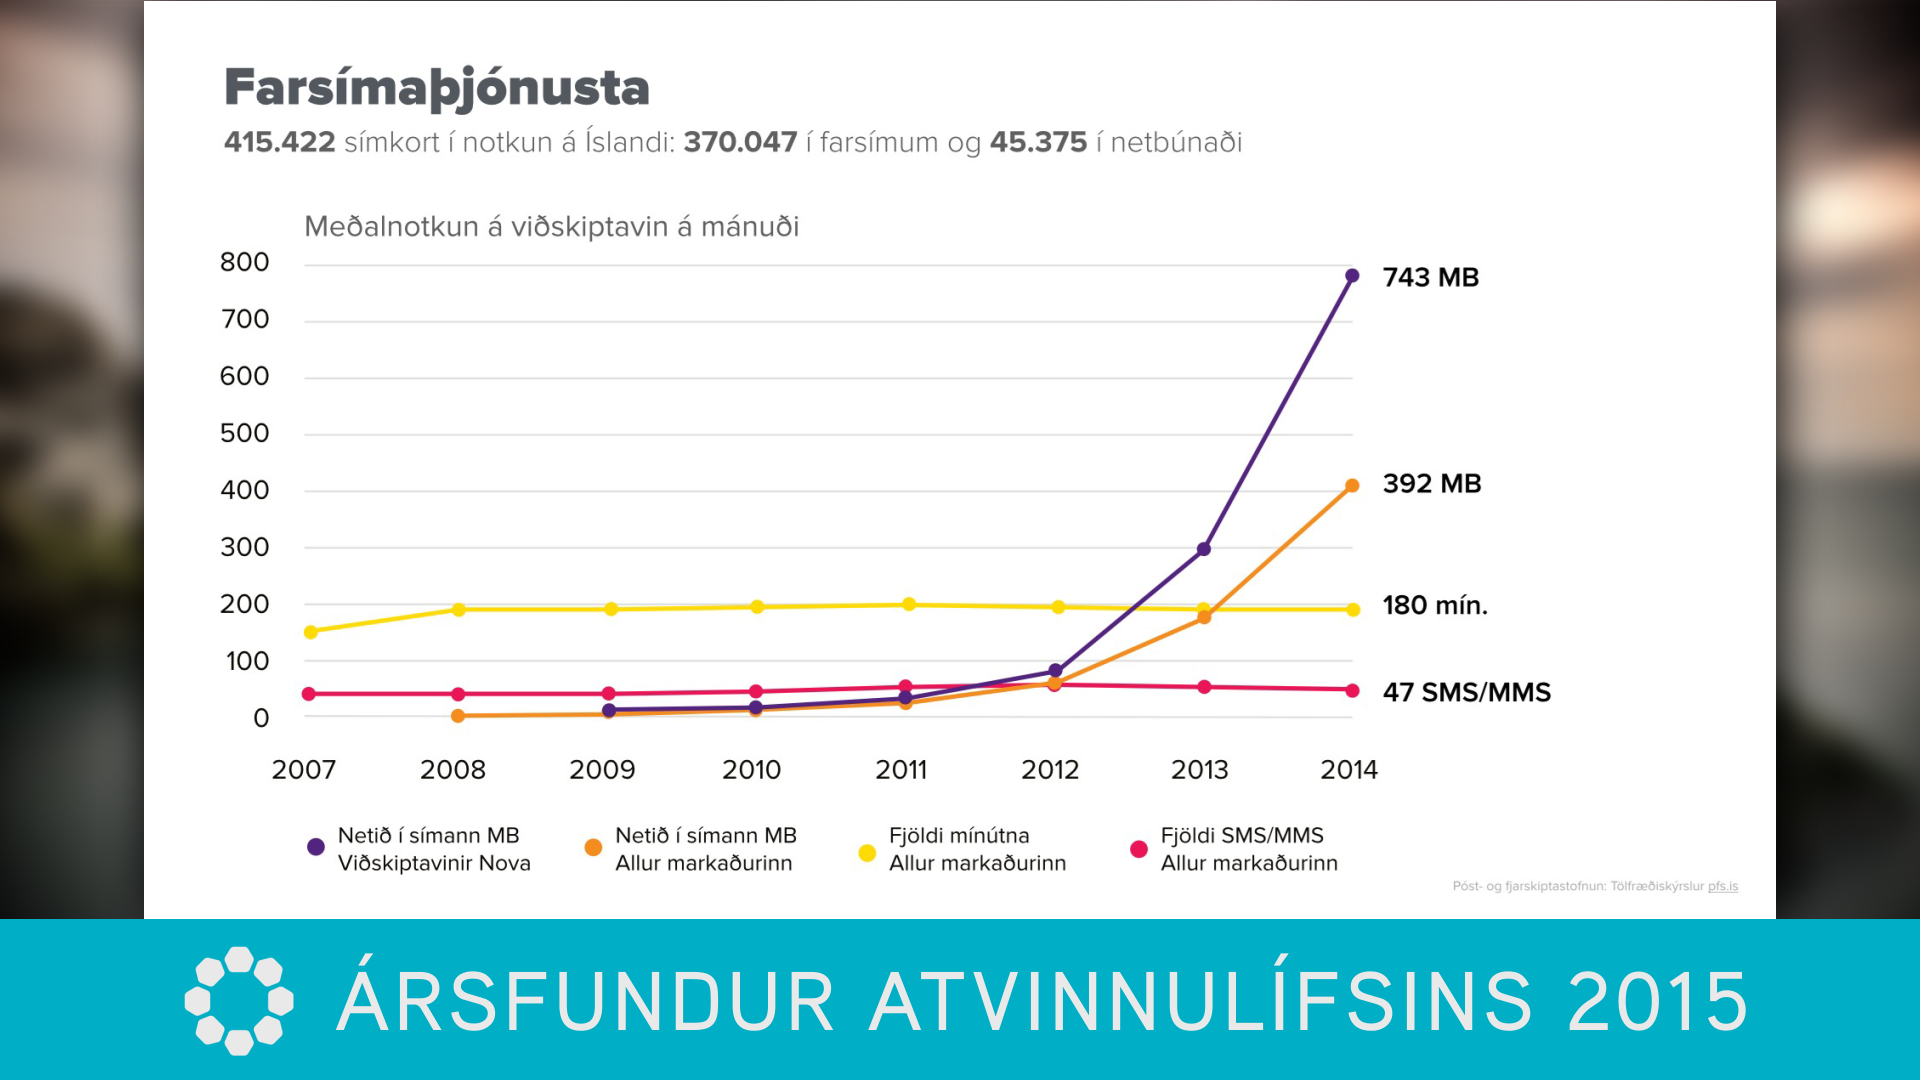 Farsímaþjónusta
415.422 símkort í notkun á Íslandi: 370.047 í farsímum og 45.375 í netbúnaði
Meðalnotkun á viðskiptavin á mánuði
800
700
600
500
400
300
200
100
0
743 MB
392 MB
180 mín.
47 SMS/MMS
2007 2008 2009 2010 2011 2012 2013 2014
Netið í símann MB
Viðskiptavinir Nova
Netið í símann MB
Allur markaðurinn
Fjöldi mínútna
Allur markaðurinn
Fjöldi SMS/MMS
Allur markaðurinn
Póst- og fjarskiptastofnun: Tölfræðiskýrslur pfs.is
ÁRSFUNDUR ATVINNULÍFSINS 2015